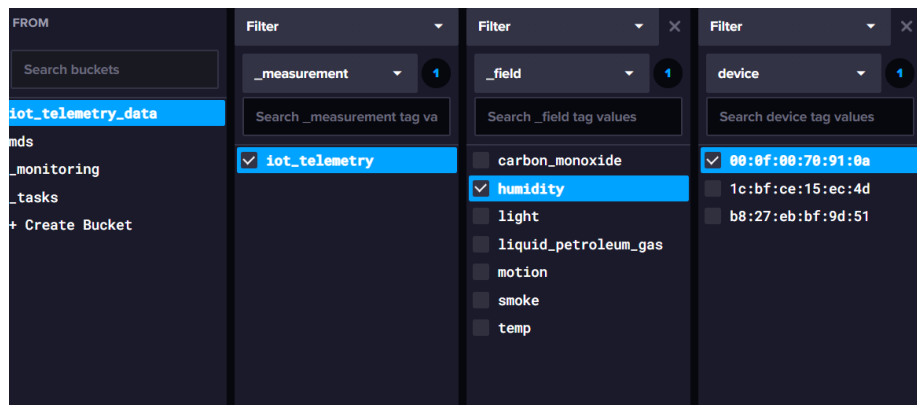 FROM
Search buckets
iot_telemetry_data
mds
_monitoring
_tasks
+ Create Bucket
Filter
_measurement 1
Search _measurement tag va
iot_telemetry
Filter ×
_field 1
Search _field tag values
carbon_monoxide
humidity
light
liquid_petroleum_gas
motion
smoke
temp
Filter ×
device 1
Search device tag values
00:0f:00:70:91:0a
1c:bf:ce:15:ec:4d
b8:27:eb:bf:9d:51